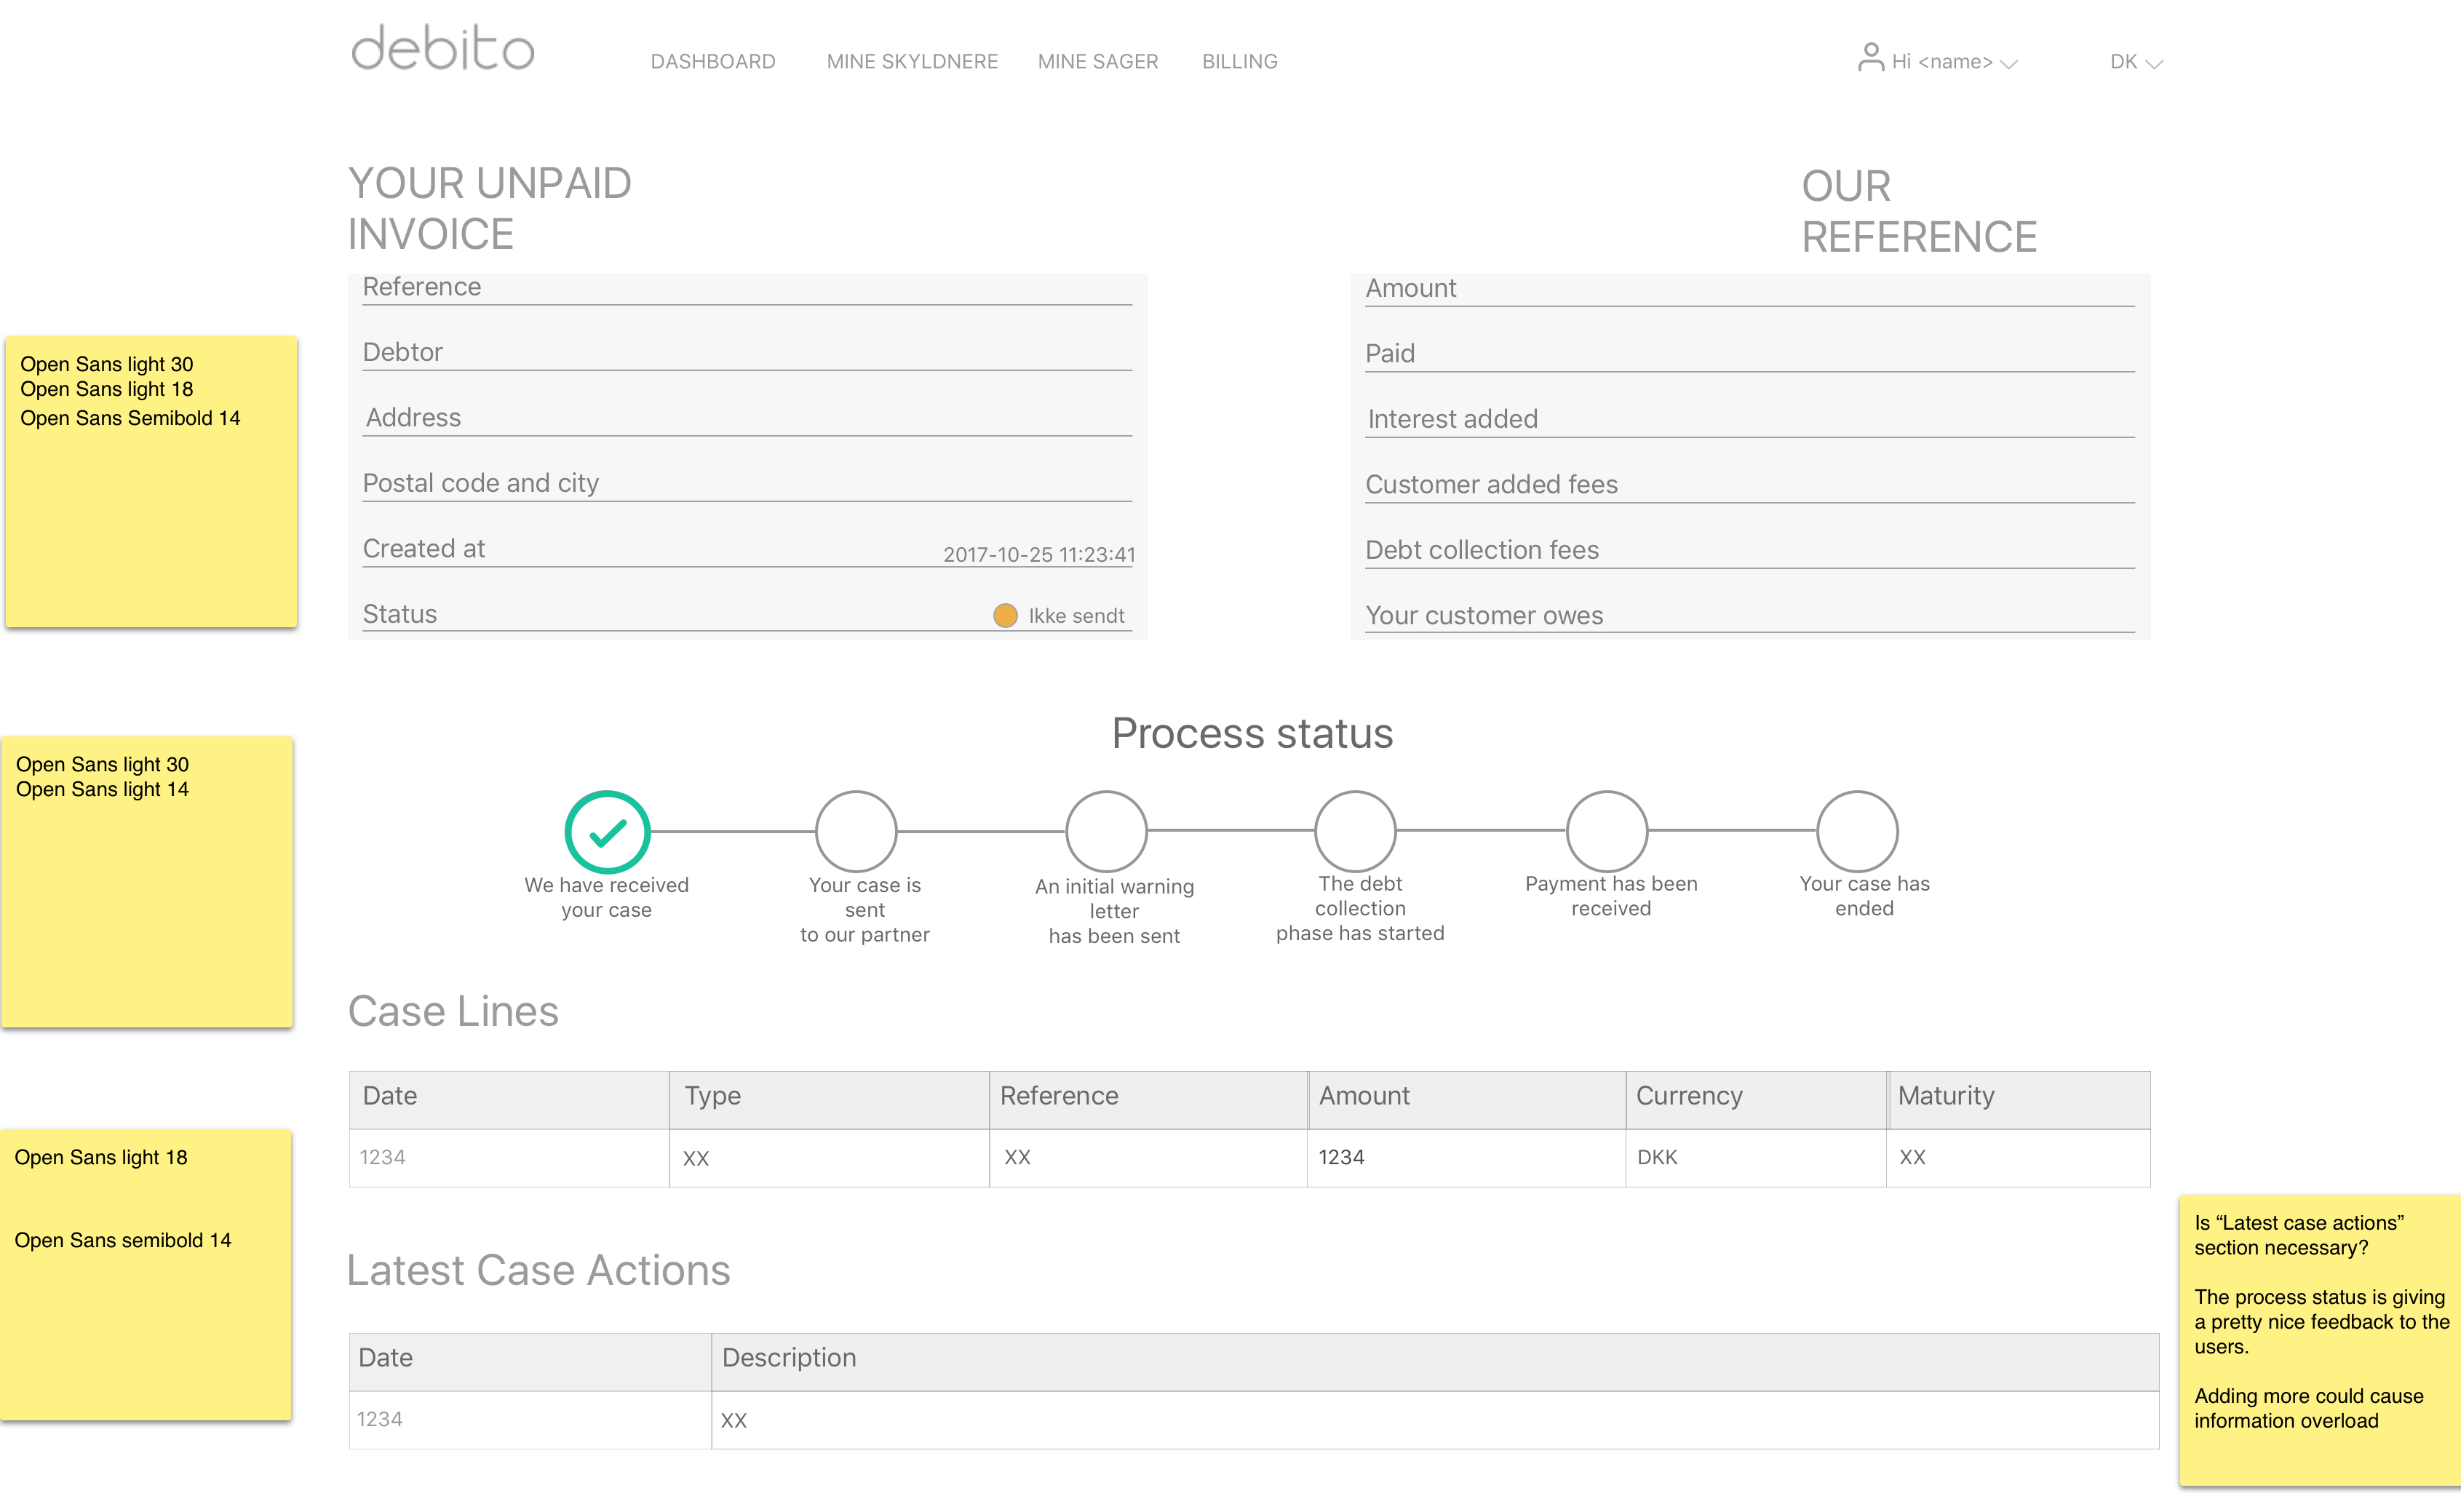 debito
DASHBOARD
MINE SKYLDNERE
MINE SAGER
BILLING
Hi <name>
DK
YOUR UNPAID
INVOICE
Reference
Debtor
Address
Postal code and city
Created at 2017-10-25 11:23:41
Status Ikke sendt
OUR
REFERENCE
Amount
Paid
Interest added
Customer added fees
Debt collection fees
Your customer owes
Open Sans light 30
Open Sans light 18
Open Sans Semibold 14
Process status
Open Sans light 30
Open Sans light 14
We have received
your case
Your case is
sent
to our partner
An initial warning
letter
has been sent
The debt
collection
phase has started
Payment has been
received
Your case has
ended
Case Lines
Date Type Reference Amount Currency Maturity
1234 XX XX 1234 DKK XX
Open Sans light 18
Open Sans semibold 14
Latest Case Actions
Date Description
1234 XX
Is “Latest case actions”
section necessary?
The process status is giving
a pretty nice feedback to the
users.
Adding more could cause
information overload